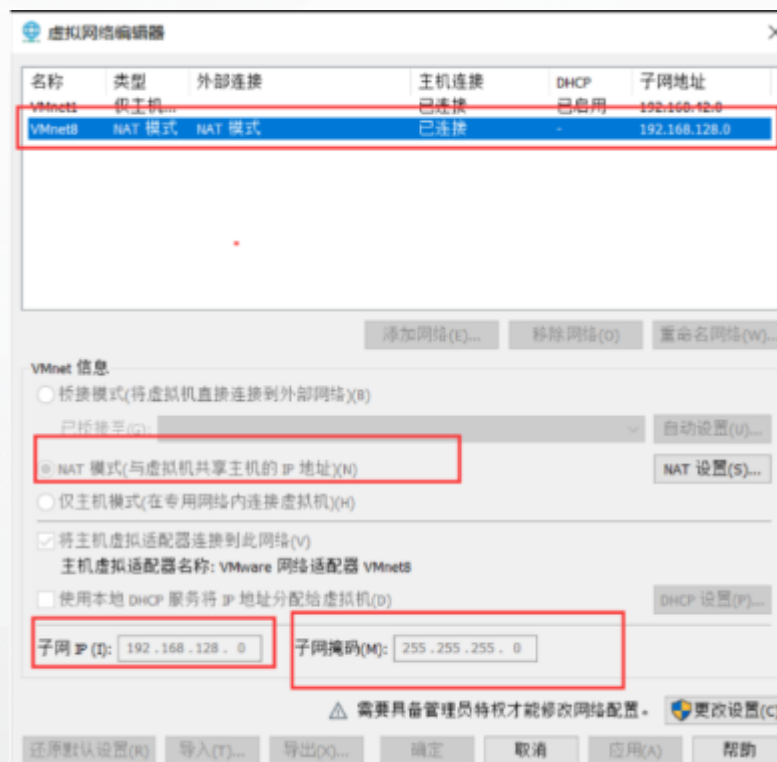 虚拟网络编辑器
名称 类型 外部连接 主机连接 DHCP 子网地址
VMnet1 仅主机... 已连接 已启用 192.168.42.0
VMnet8 NAT 模式 NAT 模式 已连接 - 192.168.128.0
添加网络(E)... 移除网络(O) 重命名网络(W)...
VMnet 信息
桥接模式(将虚拟机直接连接到外部网络)(B)
已桥接至(G): 自动设置(U)...
NAT 模式(与虚拟机共享主机的 IP 地址)(N) NAT 设置(S)...
仅主机模式(在专用网络内连接虚拟机)(H)
将主机虚拟适配器连接到此网络(V)
主机虚拟适配器名称: VMware 网络适配器 VMnet8
使用本地 DHCP 服务将 IP 地址分配给虚拟机(D) DHCP 设置(P)...
子网 IP (I): 192.168.128. 0 子网掩码(M): 255.255.255. 0
需要具备管理员特权才能修改网络配置。 更改设置(C)
还原默认设置(R) 导入(T)... 导出(X)... 确定 取消 应用(A) 帮助